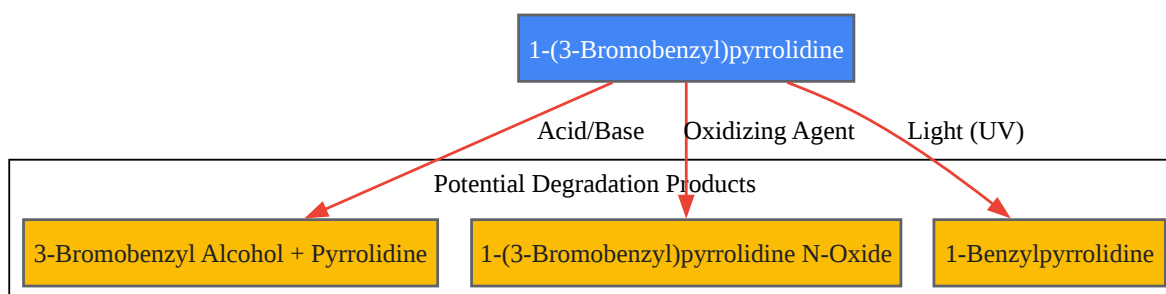 1-(3-Bromobenzyl)pyrrolidine
Acid/Base
Oxidizing Agent
Light (UV)
Potential Degradation Products
3-Bromobenzyl Alcohol + Pyrrolidine
1-(3-Bromobenzyl)pyrrolidine N-Oxide
1-Benzylpyrrolidine